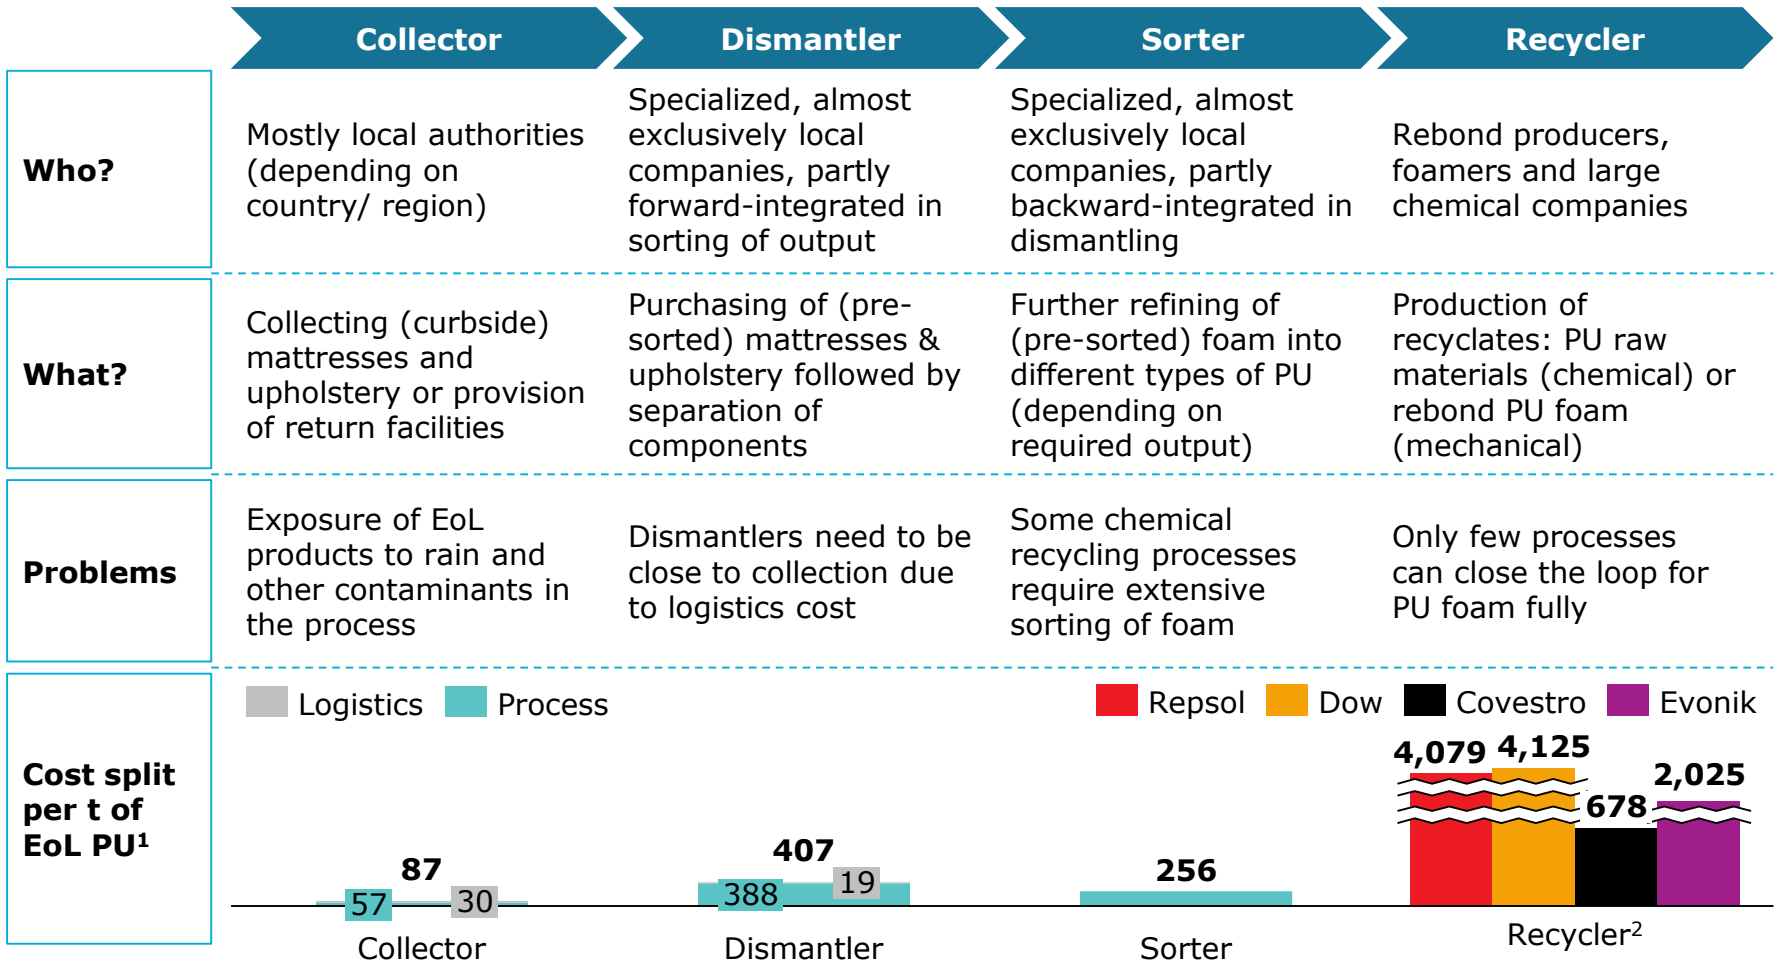 Collector
Dismantler
Sorter
Recycler
Who?
Mostly local authorities
(depending on
country/ region)
Specialized, almost
exclusively local
companies, partly
forward-integrated in
sorting of output
Specialized, almost
exclusively local
companies, partly
backward-integrated in
dismantling
Rebond producers,
foamers and large
chemical companies
What?
Collecting (curbside)
mattresses and
upholstery or provision
of return facilities
Purchasing of (pre-
sorted) mattresses &
upholstery followed by
separation of
components
Further refining of
(pre-sorted) foam into
different types of PU
(depending on
required output)
Production of
recyclates: PU raw
materials (chemical) or
rebond PU foam
(mechanical)
Problems
Exposure of EoL
products to rain and
other contaminants in
the process
Dismantlers need to be
close to collection due
to logistics cost
Some chemical
recycling processes
require extensive
sorting of foam
Only few processes
can close the loop for
PU foam fully
Cost split
per t of
EoL PU¹
Logistics
Process
Repsol
Dow
Covestro
Evonik
87
57
30
407
388
19
256
4,079
4,125
678
2,025
Collector
Dismantler
Sorter
Recycler²